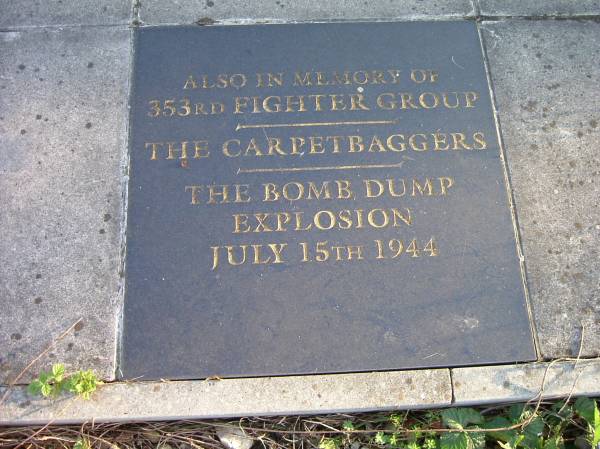 ALSO IN MEMORY OF
353RD FIGHTER GROUP
THE CARPETBAGGERS
THE BOMB DUMP
EXPLOSION
JULY 15TH 1944